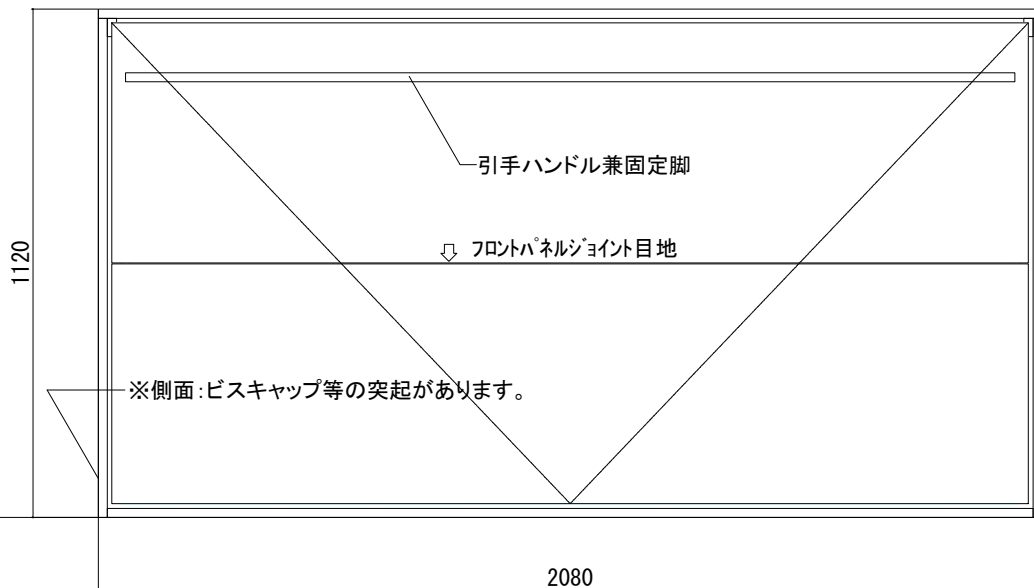 引手ハンドル兼固定脚
フロントパネルジョイント目地
1120
※側面:ビスキャップ等の突起があります。
2080